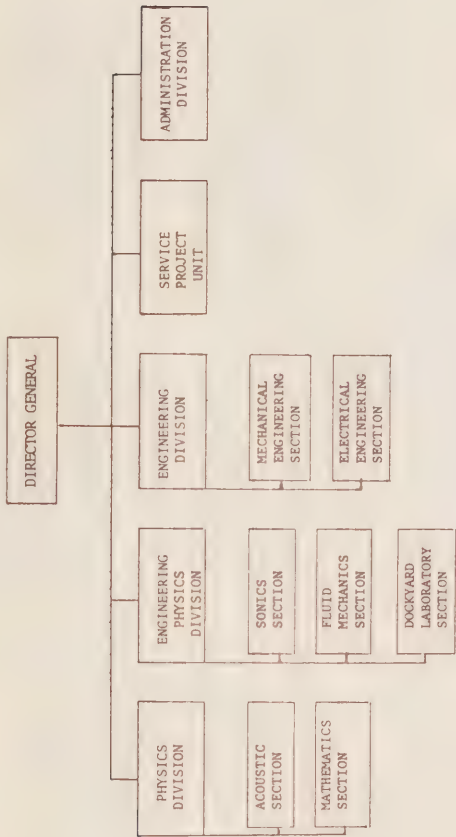 DIRECTOR GENERAL
PHYSICS
DIVISION
ENGINEERING
PHYSICS
DIVISION
ENGINEERING
DIVISION
SERVICE
PROJECT
UNIT
ADMINISTRATION
DIVISION
ACOUSTIC
SECTION
MATHEMATICS
SECTION
SONICS
SECTION
FLUID
MECHANICS
SECTION
DOCKYARD
LABORATORY
SECTION
MECHANICAL
ENGINEERING
SECTION
ELECTRICAL
ENGINEERING
SECTION